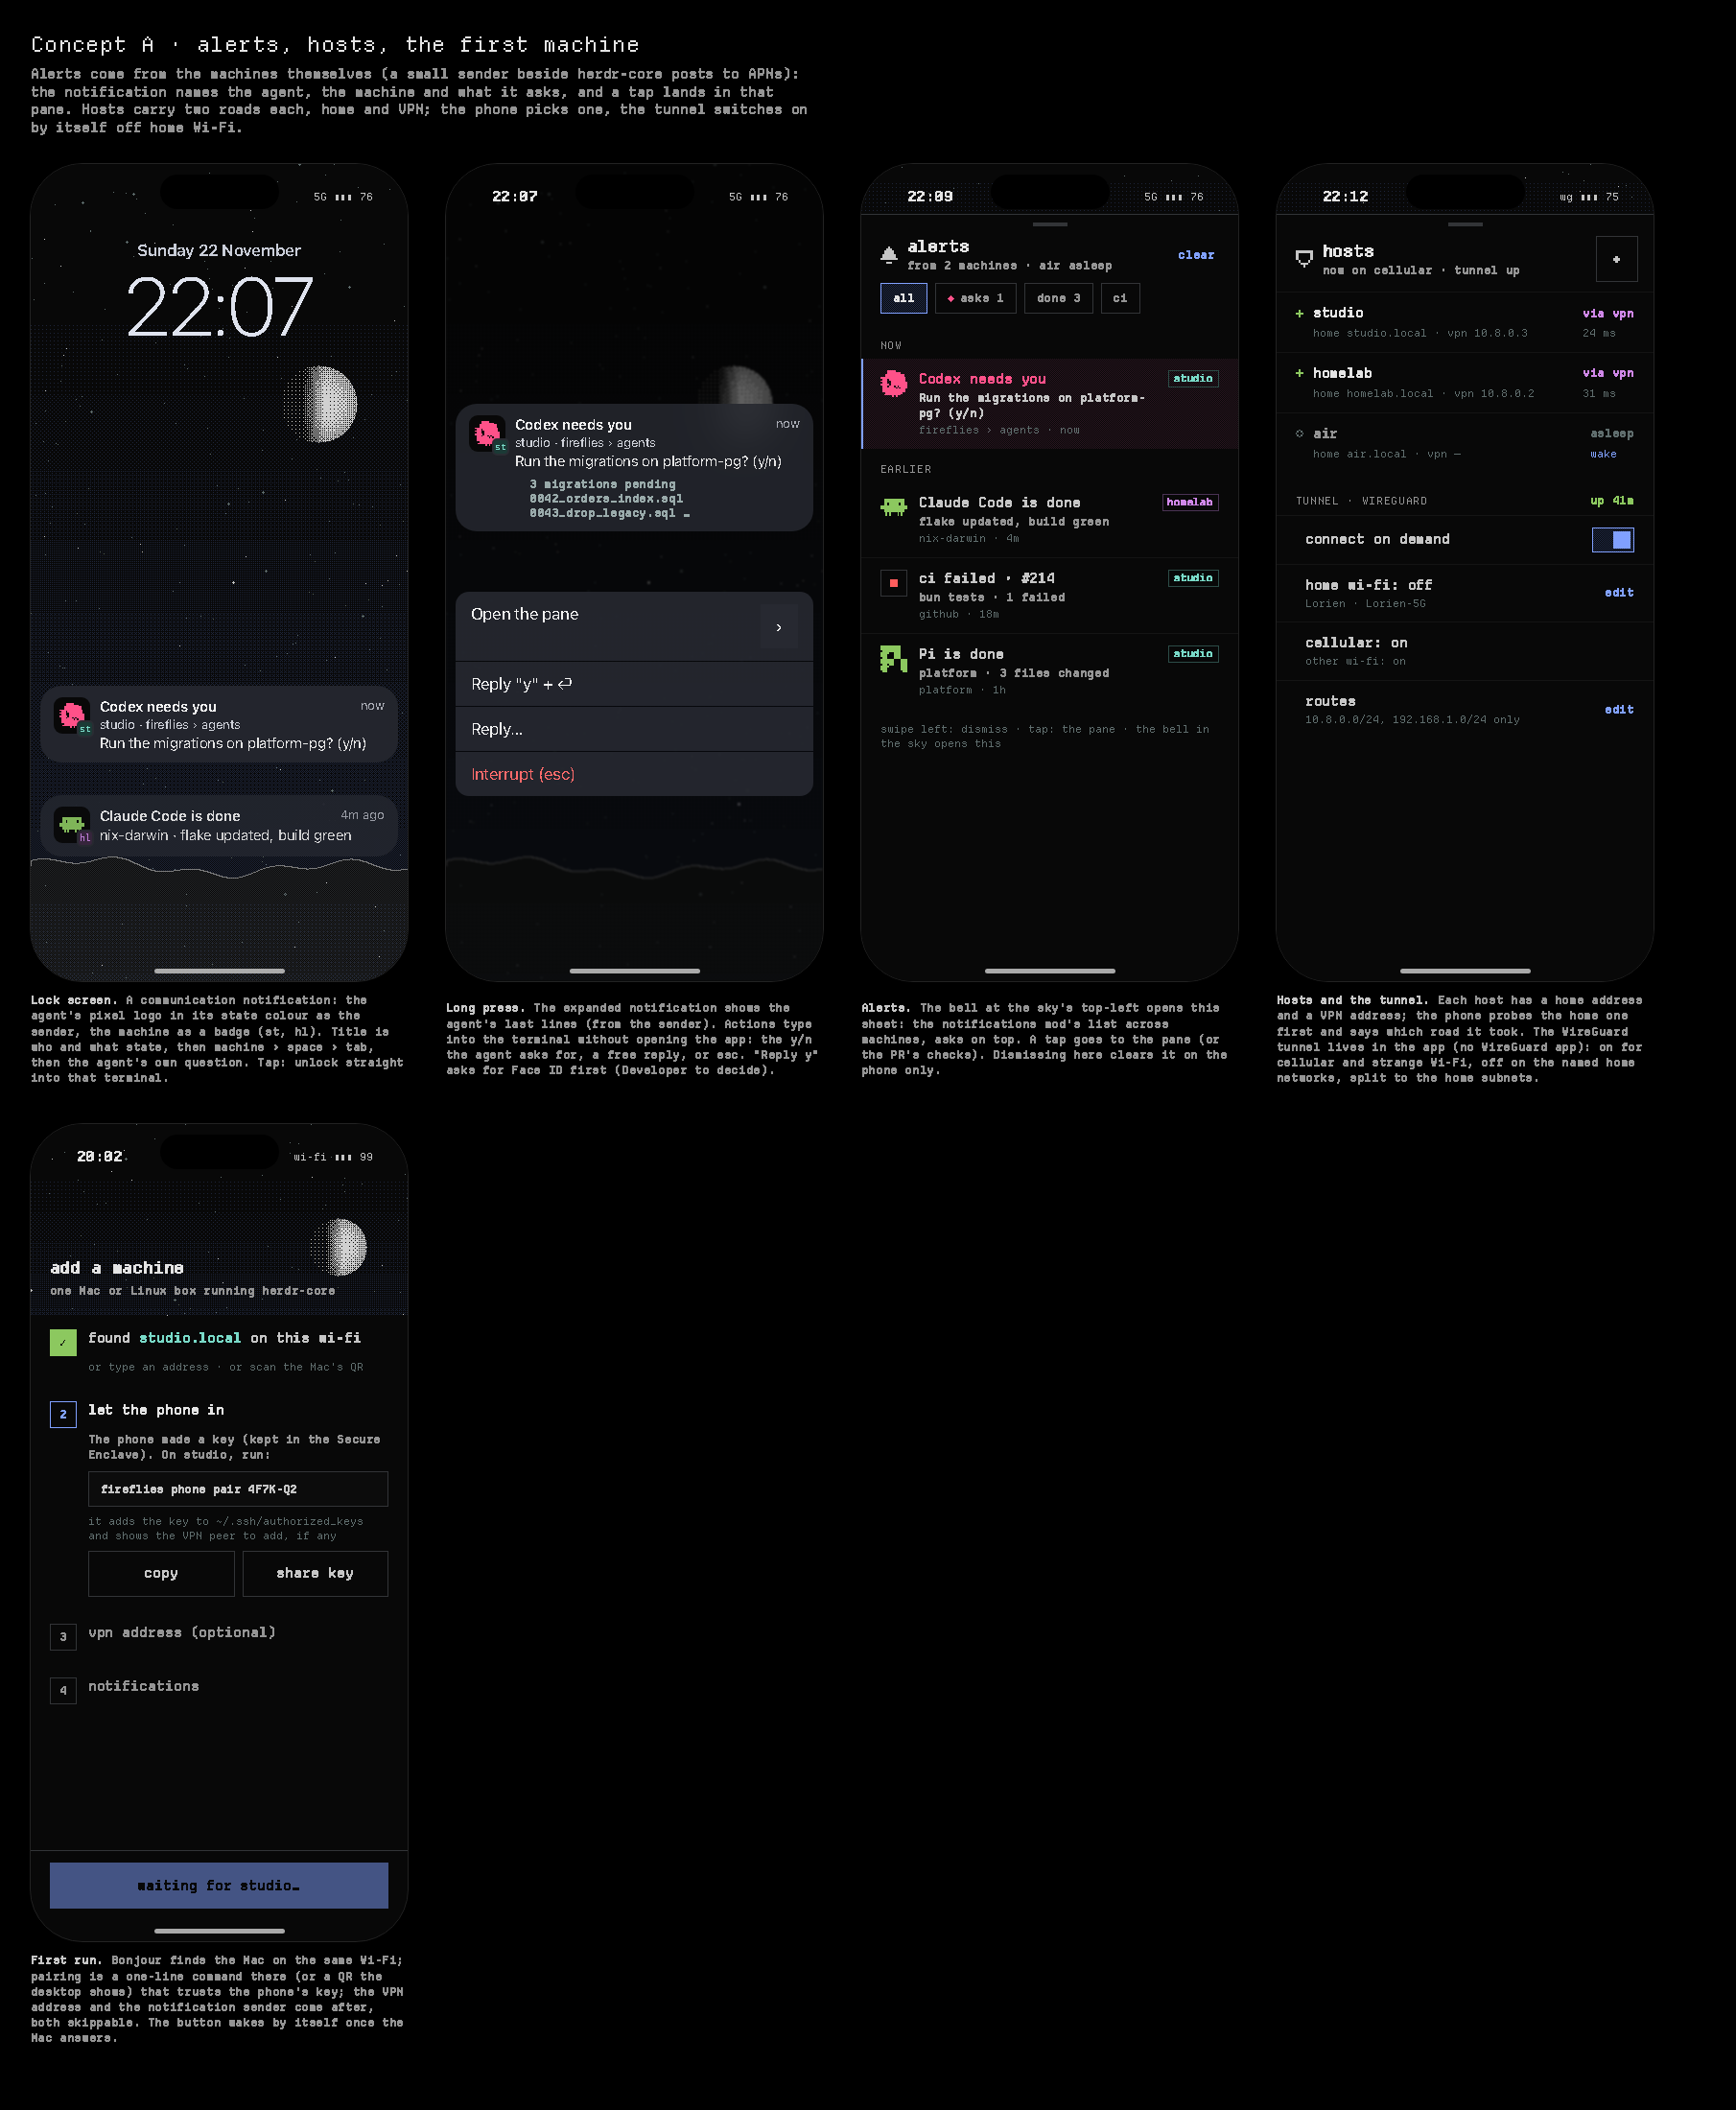 Concept A · alerts, hosts, the first machine
Alerts come from the machines themselves (a small sender beside herdr-core posts to APNs):
the notification names the agent, the machine and what it asks, and a tap lands in that
pane. Hosts carry two roads each, home and VPN; the phone picks one, the tunnel switches on
by itself off home Wi-Fi.
5G 76
Sunday 22 November
22:07
Codex needs you
now
studio · fireflies › agents
Run the migrations on platform-pg? (y/n)
st
Claude Code is done
4m ago
nix-darwin · flake updated, build green
hl
Lock screen. A communication notification: the
agent's pixel logo in its state colour as the
sender, the machine as a badge (st, hl). Title is
who and what state, then machine › space › tab,
then the agent's own question. Tap: unlock straight
into that terminal.
22:07
5G 76
Codex needs you
now
studio · fireflies › agents
st
Run the migrations on platform-pg? (y/n)
3 migrations pending
0042_orders_index.sql
0043_drop_legacy.sql …
Open the pane
›
Reply "y" + ⏎
Reply...
Interrupt (esc)
Long press. The expanded notification shows the
agent's last lines (from the sender). Actions type
into the terminal without opening the app: the y/n
the agent asks for, a free reply, or esc. "Reply y"
asks for Face ID first (Developer to decide).
22:09
5G 76
alerts
from 2 machines · air asleep
clear
all
◆ asks 1
done 3
ci
NOW
Codex needs you
studio
Run the migrations on platform-
pg? (y/n)
fireflies › agents · now
EARLIER
Claude Code is done
homelab
flake updated, build green
nix-darwin · 4m
ci failed · #214
studio
bun tests · 1 failed
github · 18m
Pi is done
studio
platform · 3 files changed
platform · 1h
swipe left: dismiss · tap: the pane · the bell in
the sky opens this
Alerts. The bell at the sky's top-left opens this
sheet: the notifications mod's list across
machines, asks on top. A tap goes to the pane (or
the PR's checks). Dismissing here clears it on the
phone only.
22:12
wg 75
hosts
now on cellular · tunnel up
+
+ studio
via vpn
home studio.local · vpn 10.8.0.3
24 ms
+ homelab
via vpn
home homelab.local · vpn 10.8.0.2
31 ms
air
asleep
home air.local · vpn —
wake
TUNNEL · WIREGUARD
up 41m
connect on demand
home wi-fi: off
Lorien · Lorien-5G
edit
cellular: on
other wi-fi: on
routes
10.8.0.0/24, 192.168.1.0/24 only
edit
Hosts and the tunnel. Each host has a home address
and a VPN address; the phone probes the home one
first and says which road it took. The WireGuard
tunnel lives in the app (no WireGuard app): on for
cellular and strange Wi-Fi, off on the named home
networks, split to the home subnets.
20:02
wi-fi 99
add a machine
one Mac or Linux box running herdr-core
✓
found studio.local on this wi-fi
or type an address · or scan the Mac's QR
2
let the phone in
The phone made a key (kept in the Secure
Enclave). On studio, run:
fireflies phone pair 4F7K-Q2
it adds the key to ~/.ssh/authorized_keys
and shows the VPN peer to add, if any
copy
share key
3
vpn address (optional)
4
notifications
waiting for studio…
First run. Bonjour finds the Mac on the same Wi-Fi;
pairing is a one-line command there (or a QR the
desktop shows) that trusts the phone's key; the VPN
address and the notification sender come after,
both skippable. The button wakes by itself once the
Mac answers.